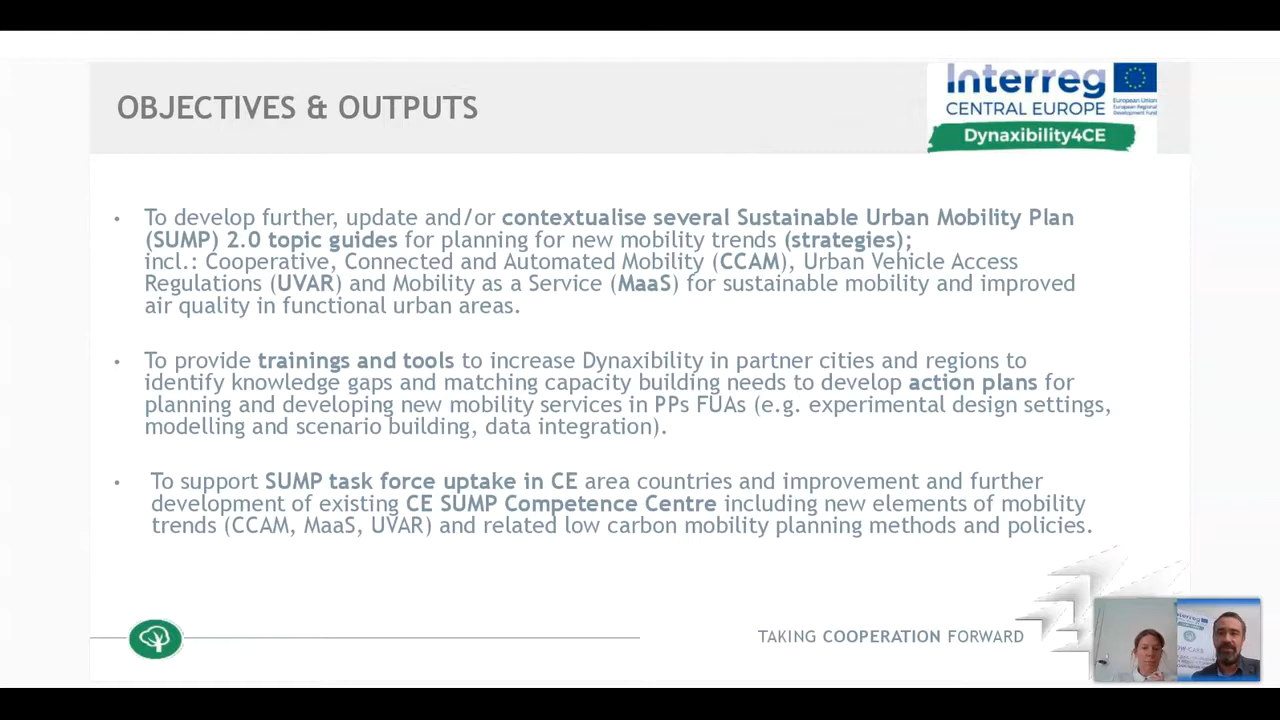 OBJECTIVES & OUTPUTS
Interreg
CENTRAL EUROPE
European Union
European Regional
Development Fund
Dynaxibility4CE
• To develop further, update and/or contextualise several Sustainable Urban Mobility Plan
(SUMP) 2.0 topic guides for planning for new mobility trends (strategies);
incl.: Cooperative, Connected and Automated Mobility (CCAM), Urban Vehicle Access
Regulations (UVAR) and Mobility as a Service (MaaS) for sustainable mobility and improved
air quality in functional urban areas.
• To provide trainings and tools to increase Dynaxibility in partner cities and regions to
identify knowledge gaps and matching capacity building needs to develop action plans for
planning and developing new mobility services in PPs FUAs (e.g. experimental design settings,
modelling and scenario building, data integration).
• To support SUMP task force uptake in CE area countries and improvement and further
development of existing CE SUMP Competence Centre including new elements of mobility
trends (CCAM, MaaS, UVAR) and related low carbon mobility planning methods and policies.
TAKING COOPERATION FORWARD
Interreg